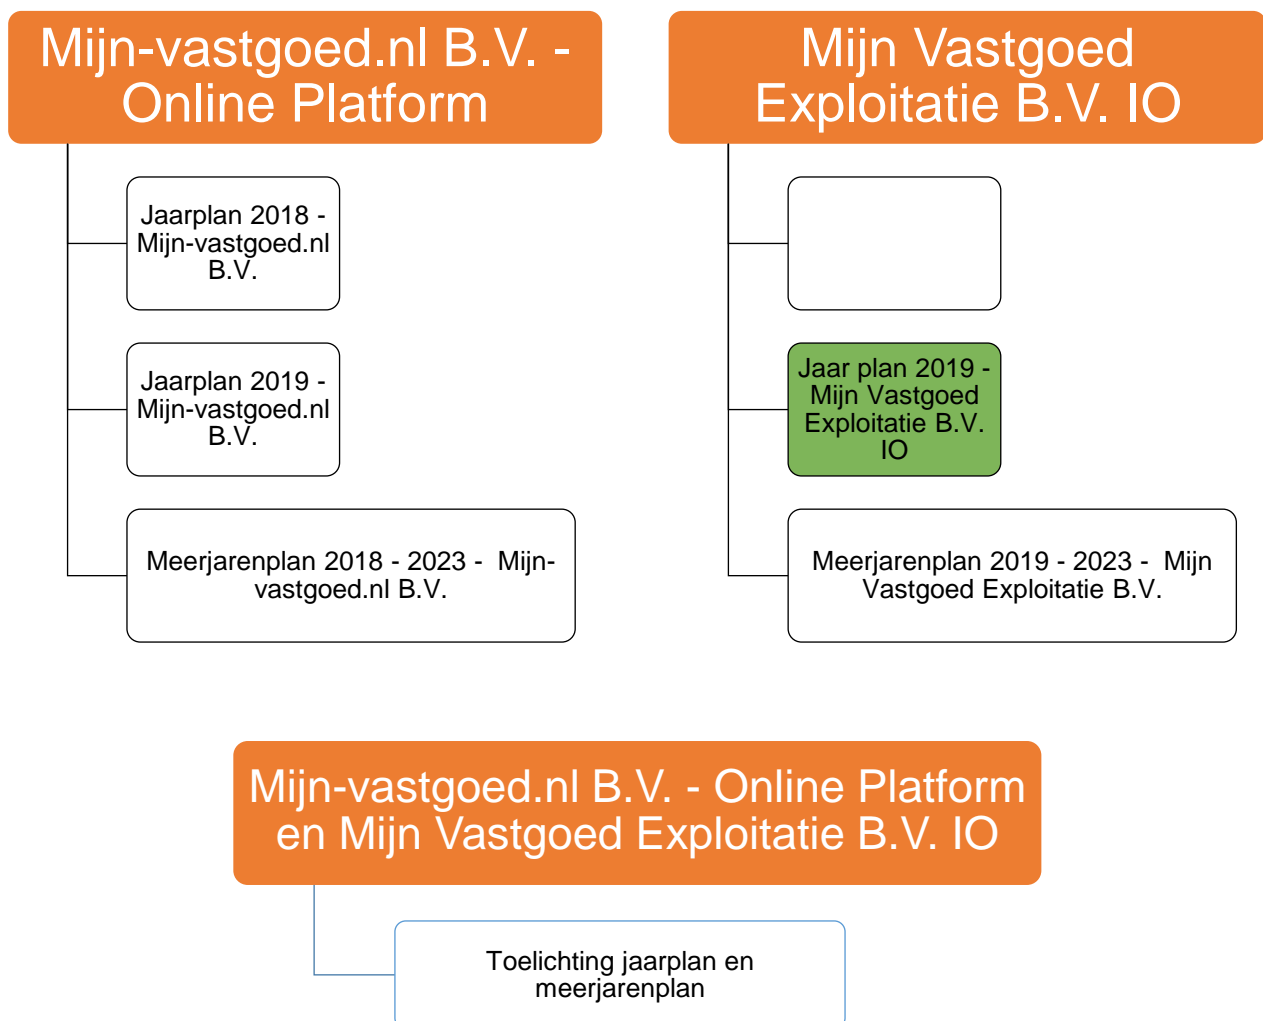 Mijn-vastgoed.nl B.V. -
Online Platform
Jaarplan 2018 -
Mijn-vastgoed.nl
B.V.
Jaarplan 2019 -
Mijn-vastgoed.nl
B.V.
Meerjarenplan 2018 - 2023 -  Mijn-
vastgoed.nl B.V.
Mijn Vastgoed
Exploitatie B.V. IO
Jaar plan 2019 -
Mijn Vastgoed
Exploitatie B.V.
IO
Meerjarenplan 2019 - 2023 -  Mijn
Vastgoed Exploitatie B.V.
Mijn-vastgoed.nl B.V. - Online Platform
en Mijn Vastgoed Exploitatie B.V. IO
Toelichting jaarplan en
meerjarenplan